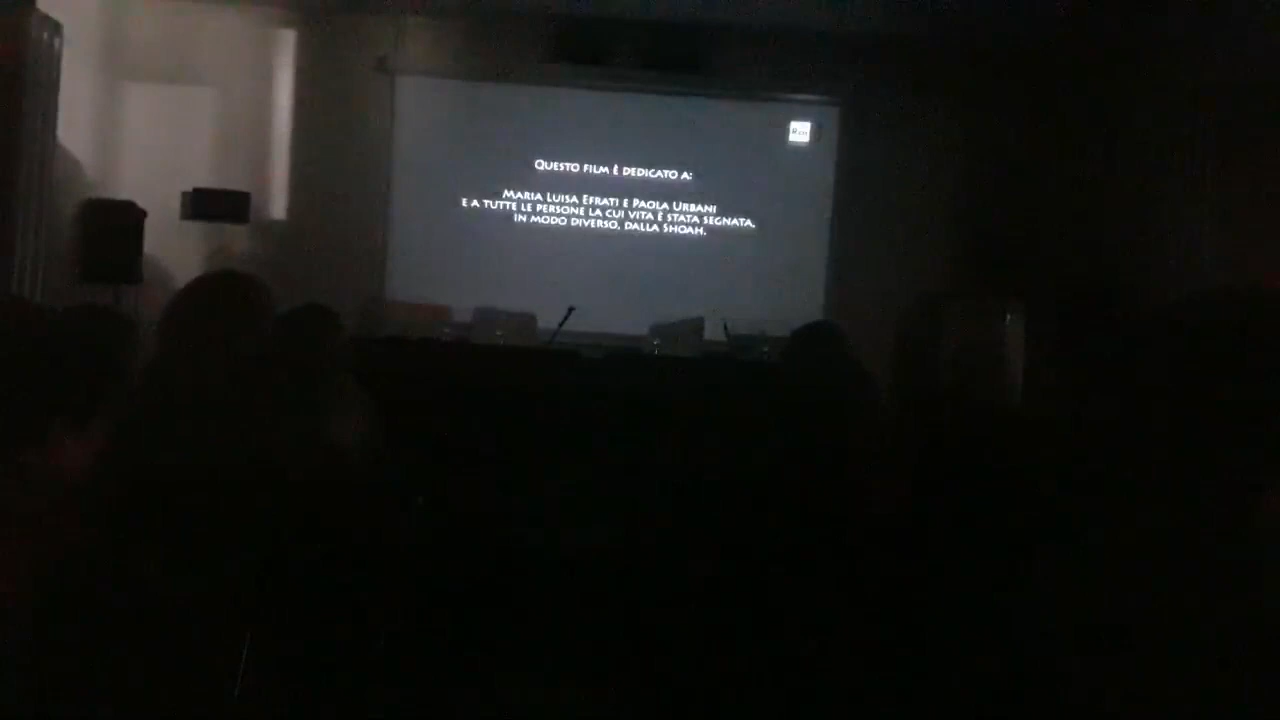 Rai
QUESTO FILM È DEDICATO A:
MARIA LUISA EFRATI E PAOLA URBANI
E A TUTTE LE PERSONE LA CUI VITA È STATA SEGNATA,
IN MODO DIVERSO, DALLA SHOAH.